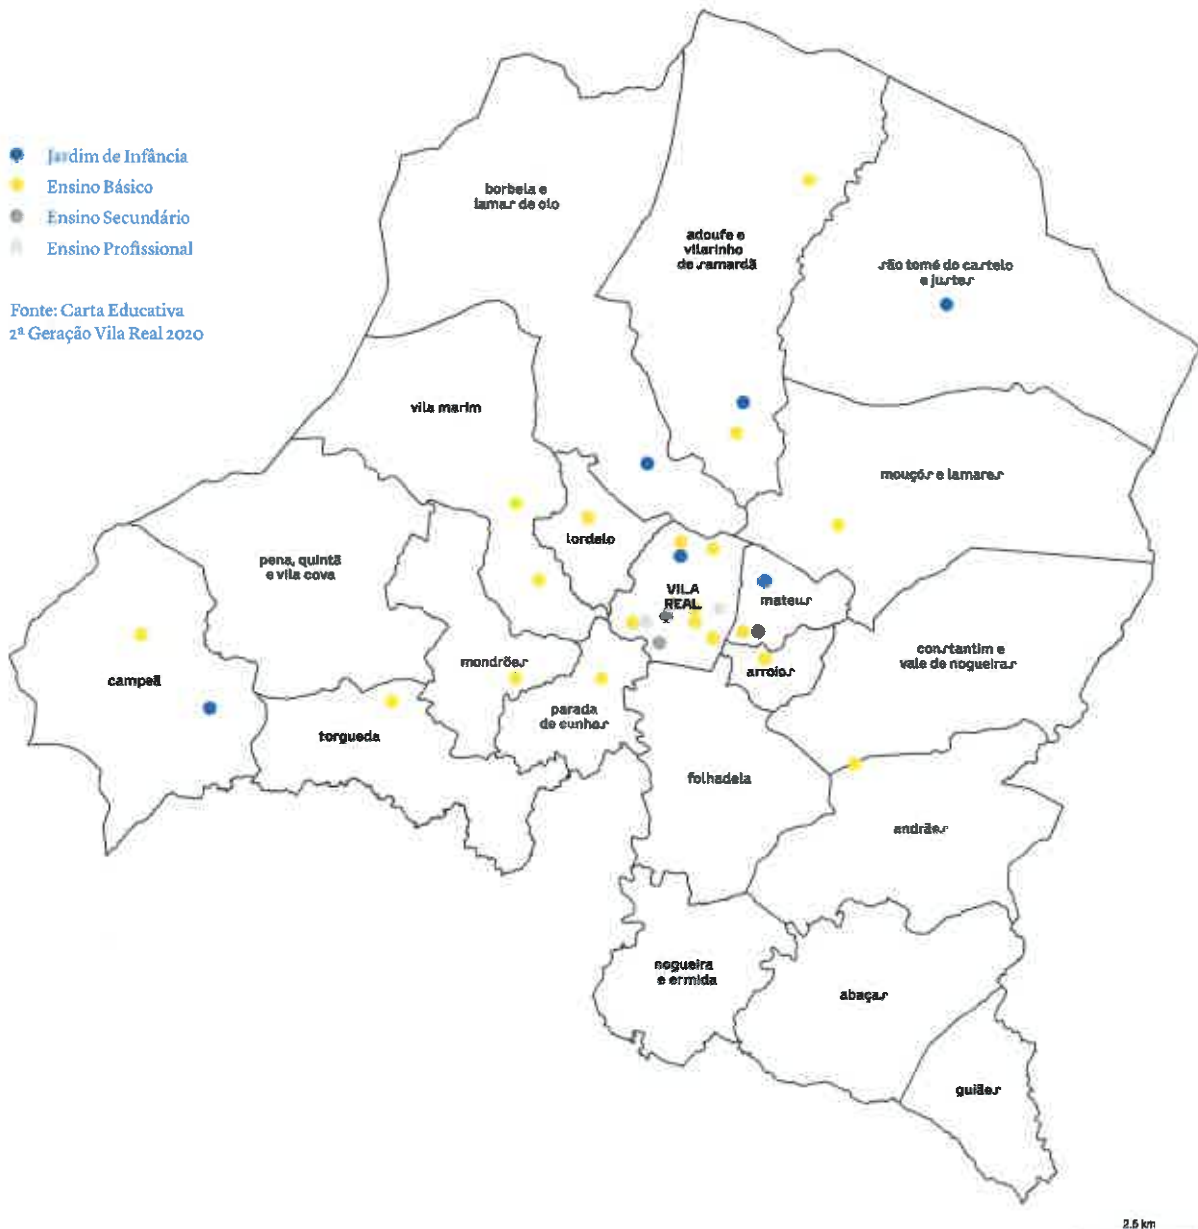 Jardim de Infância
Ensino Básico
Ensino Secundário
Ensino Profissional
Fonte: Carta Educativa
2ª Geração Vila Real 2020
borbela e
lamas de olo
adoufe e
vilarinho
de samardã
são tomé do castelo
e justes
vila marim
mouçós e lamares
lordelo
pena, quintã
e vila cova
VILA
REAL
mateus
constantim e
vale de nogueiras
campeã
mondrões
arroios
parada
de cunhos
torgueda
folhadela
andrães
nogueira
e ermida
abaças
guiães
2.5 km